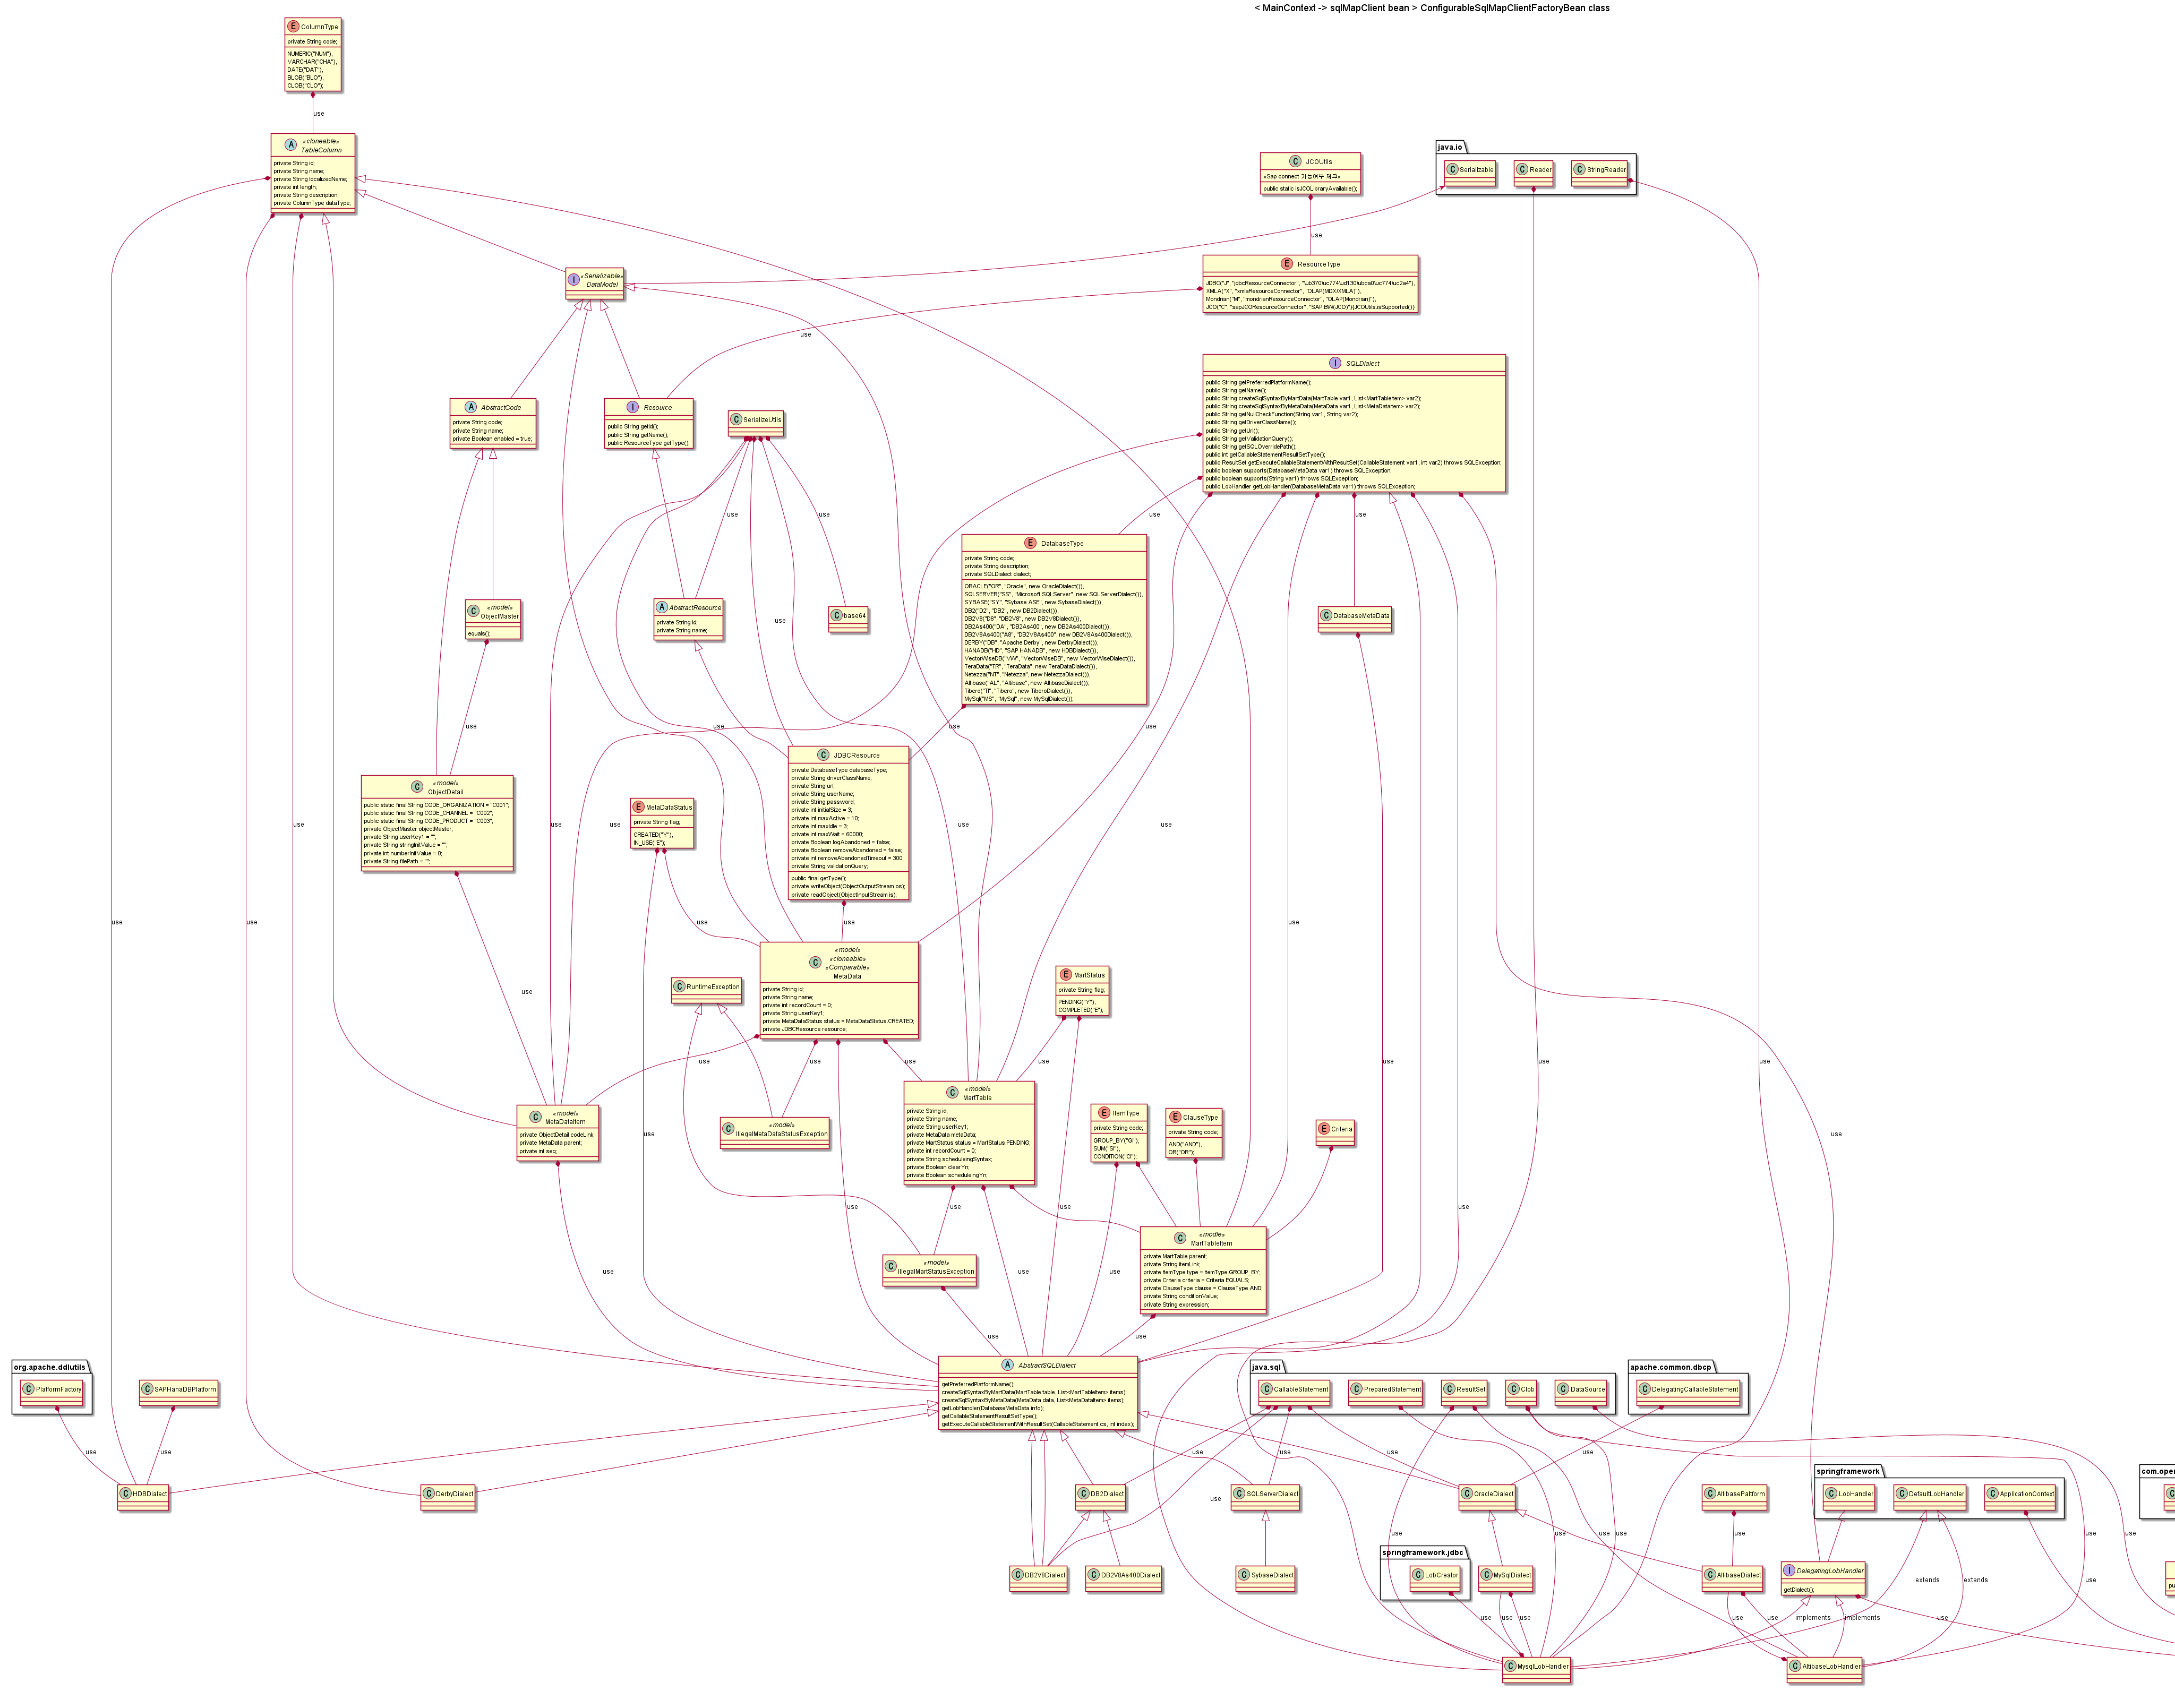 < MainContext -> sqlMapClient bean > ConfigurableSqlMapClientFactoryBean class
ColumnType
private String code;
NUMERIC("NUM"),
VARCHAR("CHA"),
DATE("DAT"),
BLOB("BLO"),
CLOB("CLO");
use
«cloneable»
TableColumn
private String id;
private String name;
private String localizedName;
private int length;
private String description;
private ColumnType dataType;
JCOUtils
«Sap connect 가능여부 체크»
public static isJCOLibraryAvailable();
java.io
Serializable
Reader
StringReader
use
use
«Serializable»
DataModel
ResourceType
JDBC("J", "jdbcResourceConnector", "\ub370\uc774\ud130\ubca0\uc774\uc2a4"),
XMLA("X", "xmlaResourceConnector", "OLAP(MDX/XMLA)"),
Mondrian("M", "mondrianResourceConnector", "OLAP(Mondrian)"),
JCO("C", "sapJCOResourceConnector", "SAP BW(JCO)"){JCOUtils.isSupported()}
use
SQLDialect
public String getPreferredPlatformName();
public String getName();
public String createSqlSyntaxByMartData(MartTable var1, List<MartTableItem> var2);
public String createSqlSyntaxByMetaData(MetaData var1, List<MetaDataItem> var2);
public String getNullCheckFunction(String var1, String var2);
public String getDriverClassName();
public String getUrl();
public String getValidationQuery();
public String getSQLOverridePath();
public int getCallableStatementResultSetType();
public ResultSet getExecuteCallableStatementWithResultSet(CallableStatement var1, int var2) throws SQLException;
public boolean supports(DatabaseMetaData var1) throws SQLException;
public boolean supports(String var1) throws SQLException;
public LobHandler getLobHandler(DatabaseMetaData var1) throws SQLException;
AbstractCode
private String code;
private String name;
private Boolean enabled = true;
Resource
public String getId();
public String getName();
public ResourceType getType();
SerializeUtils
use
use
use
DatabaseType
private String code;
private String description;
private SQLDialect dialect;
ORACLE("OR", "Oracle", new OracleDialect()),
SQLSERVER("SS", "Microsoft SQLServer", new SQLServerDialect()),
SYBASE("SY", "Sybase ASE", new SybaseDialect()),
DB2("D2", "DB2", new DB2Dialect()),
DB2V8("D8", "DB2V8", new DB2V8Dialect()),
DB2As400("DA", "DB2As400", new DB2As400Dialect()),
DB2V8As400("A8", "DB2V8As400", new DB2V8As400Dialect()),
DERBY("DB", "Apache Derby", new DerbyDialect()),
HANADB("HD", "SAP HANADB", new HDBDialect()),
VectorWiseDB("VW", "VectorWiseDB", new VectorWiseDialect()),
TeraData("TR", "TeraData", new TeraDataDialect()),
Netezza("NT", "Netezza", new NetezzaDialect()),
Altibase("AL", "Altibase", new AltibaseDialect()),
Tibero("TI", "Tibero", new TiberoDialect()),
MySql("MS", "MySql", new MySqlDialect());
«model»
ObjectMaster
equals();
AbstractResource
private String id;
private String name;
base64
DatabaseMetaData
use
use
use
use
use
JDBCResource
private DatabaseType databaseType;
private String driverClassName;
private String url;
private String userName;
private String password;
private int initialSize = 3;
private int maxActive = 10;
private int maxIdle = 3;
private int maxWait = 60000;
private Boolean logAbandoned = false;
private Boolean removeAbandoned = false;
private int removeAbandonedTimeout = 300;
private String validationQuery;
public final getType();
private writeObject(ObjectOutputStream os);
private readObject(ObjectInputStream is);
«model»
ObjectDetail
public static final String CODE_ORGANIZATION = "C001";
public static final String CODE_CHANNEL = "C002";
public static final String CODE_PRODUCT = "C003";
private ObjectMaster objectMaster;
private String userKey1 = "";
private String stringInitValue = "";
private int numberInitValue = 0;
private String filePath = "";
MetaDataStatus
private String flag;
CREATED("Y"),
IN_USE("E");
use
use
use
use
use
use
use
use
use
use
use
use
«model»
«cloneable»
«Comparable»
MetaData
private String id;
private String name;
private int recordCount = 0;
private String userKey1;
private MetaDataStatus status = MetaDataStatus.CREATED;
private JDBCResource resource;
RuntimeException
MartStatus
private String flag;
PENDING("Y"),
COMPLETED("E");
use
use
use
use
use
use
use
«model»
MartTable
private String id;
private String name;
private String userKey1;
private MetaData metaData;
private MartStatus status = MartStatus.PENDING;
private int recordCount = 0;
private String scheduleingSyntax;
private Boolean clearYn;
private Boolean scheduleingYn;
«model»
MetaDataItem
private ObjectDetail codeLink;
private MetaData parent;
private int seq;
«model»
IllegalMetaDataStatusException
ItemType
private String code;
GROUP_BY("GI"),
SUM("SI"),
CONDITION("CI");
ClauseType
private String code;
AND("AND"),
OR("OR");
Criteria
use
use
use
use
use
use
«model»
IllegalMartStatusException
«modle»
MartTableItem
private MartTable parent;
private String itemLink;
private ItemType type = ItemType.GROUP_BY;
private Criteria criteria = Criteria.EQUALS;
private ClauseType clause = ClauseType.AND;
private String conditionValue;
private String expression;
use
use
use
use
use
AbstractSQLDialect
getPreferredPlatformName();
createSqlSyntaxByMart(MartTable table, List<MartTableItem> items);
createSqlSyntaxByMetaData(MetaData data, List<MetaDataItem> items);
getLobHandler(DatabaseMetaData info);
getCallableStatementResultSetType();
getExecuteCallableStatementWithResultSet(CallableStatement cs, int index);
org.apache.ddlutils
PlatformFactory
SAPHanaDBPlatform
java.sql
CallableStatement
PreparedStatement
ResultSet
Clob
DataSource
apache.common.dbcp
DelegatingCallableStatement
use
use
use
use
use
use
HDBDialect
DerbyDialect
DB2Dialect
SQLServerDialect
OracleDialect
AltibasePaltform
springframework
LobHandler
DefaultLobHandler
ApplicationContext
com.oper
use
use
use
use
use
use
use
use
springframework.jdbc
LobCreator
DB2V8Dialect
DB2V8As400Dialect
SybaseDialect
MySqlDialect
AltibaseDialect
DelegatingLobHandler
getDialect();
pu
extends
extends
use
use
use
use
use
use
implements
implements
use
MysqlLobHandler
AltibaseLobHandler